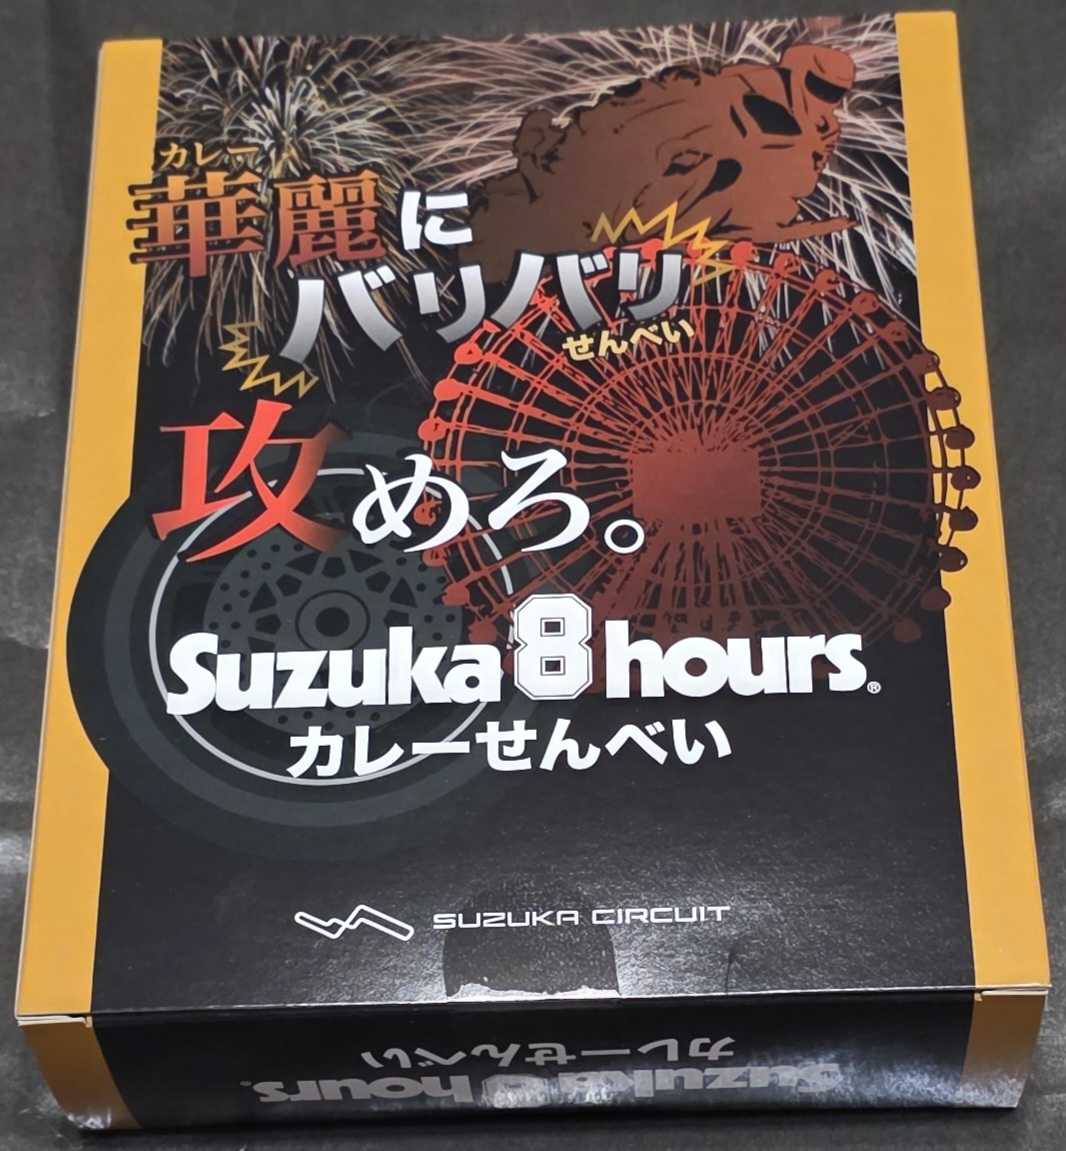 カレー
華麗に
バリバリ
せんべい
攻めろ。
Suzuka 8 hours®
カレーせんべい
SUZUKA CIRCUIT
カレーせんべい
Suzuka 8 hours®